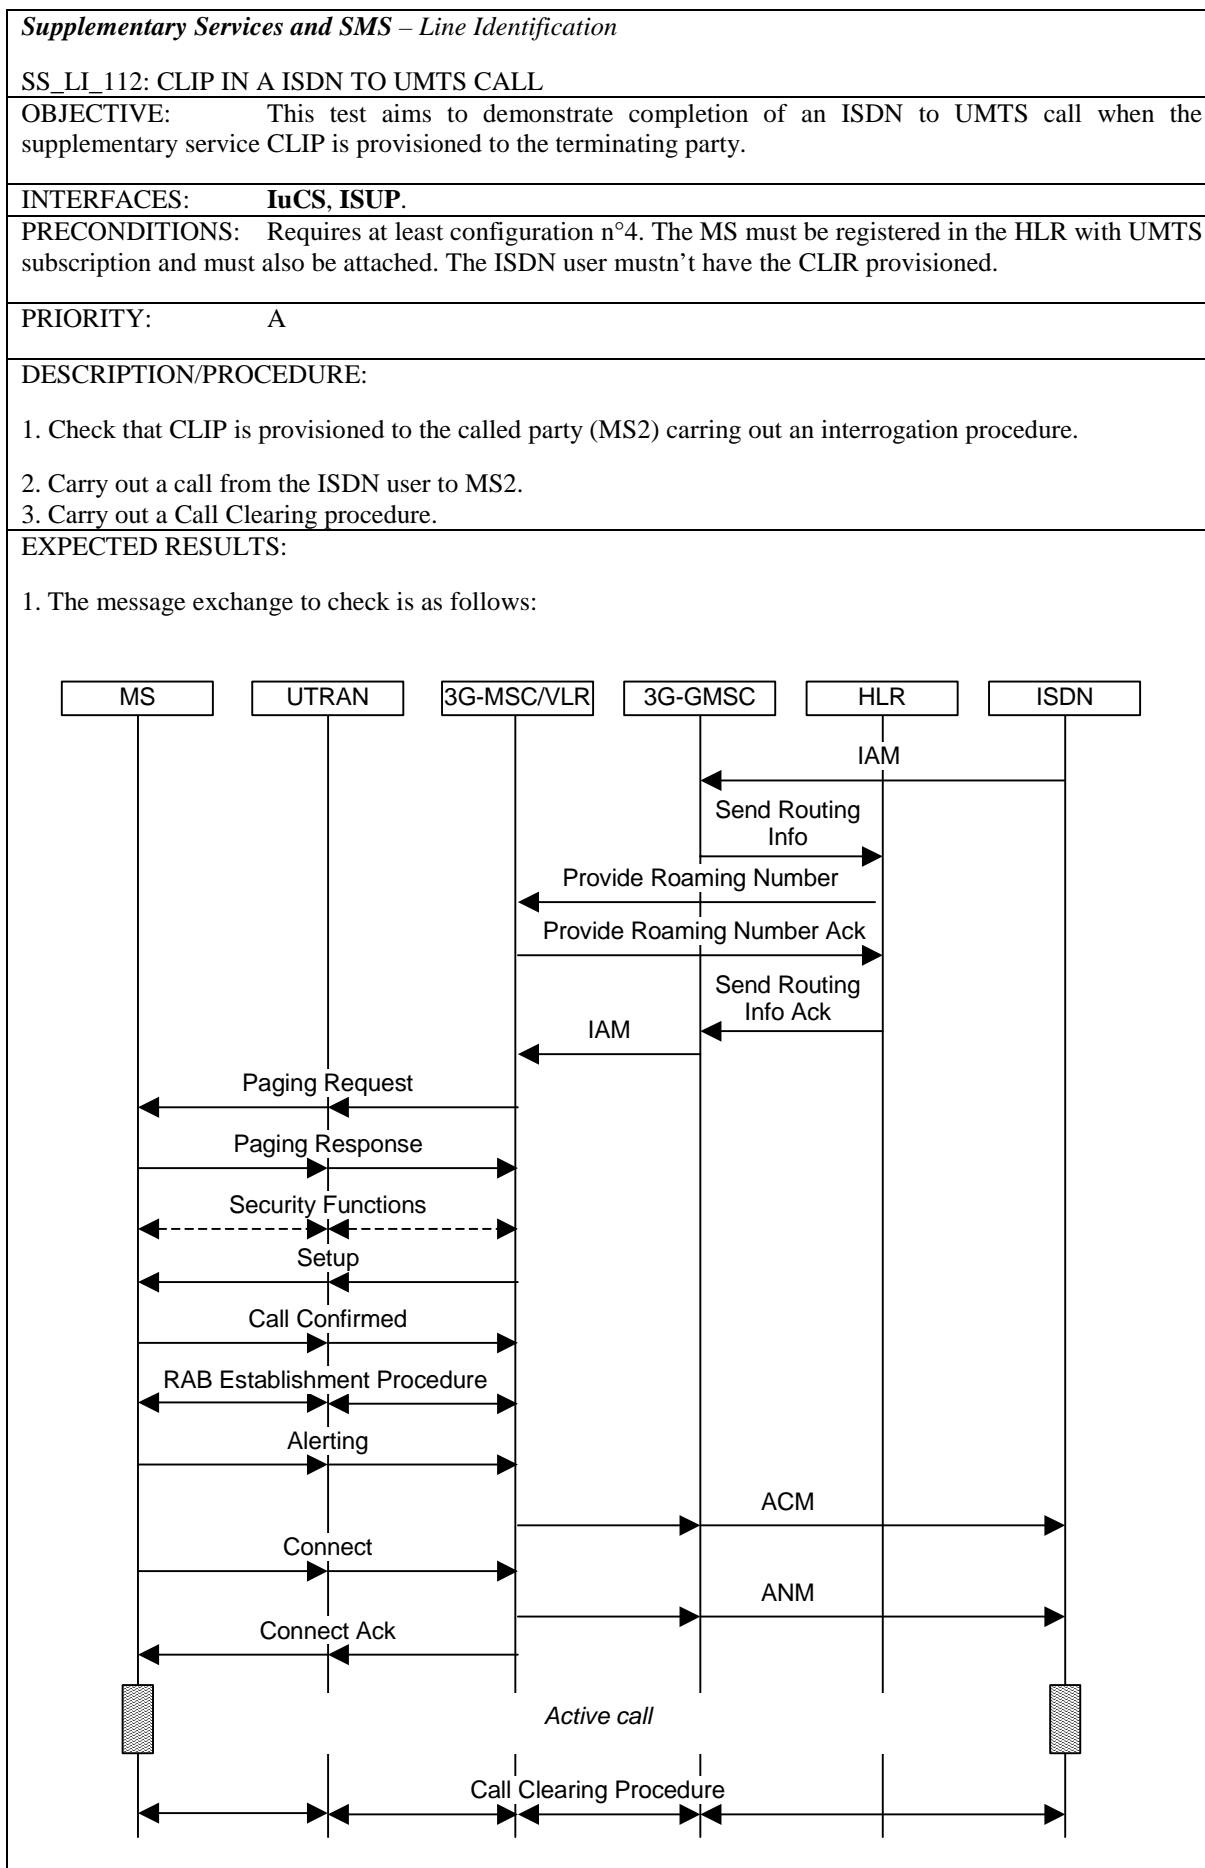 Supplementary Services and SMS – Line Identification
SS_LI_112: CLIP IN A ISDN TO UMTS CALL
OBJECTIVE: This test aims to demonstrate completion of an ISDN to UMTS call when the
supplementary service CLIP is provisioned to the terminating party.
INTERFACES: IuCS, ISUP.
PRECONDITIONS: Requires at least configuration n°4. The MS must be registered in the HLR with UMTS
subscription and must also be attached. The ISDN user mustn’t have the CLIR provisioned.
PRIORITY: A
DESCRIPTION/PROCEDURE:
1. Check that CLIP is provisioned to the called party (MS2) carring out an interrogation procedure.
2. Carry out a call from the ISDN user to MS2.
3. Carry out a Call Clearing procedure.
EXPECTED RESULTS:
1. The message exchange to check is as follows:
MS UTRAN 3G-MSC/VLR 3G-GMSC HLR ISDN
IAM
Send Routing
Info
Provide Roaming Number
Provide Roaming Number Ack
Send Routing
Info Ack
IAM
Paging Request
Paging Response
Security Functions
Setup
Call Confirmed
RAB Establishment Procedure
Alerting
ACM
Connect
ANM
Connect Ack
Active call
Call Clearing Procedure